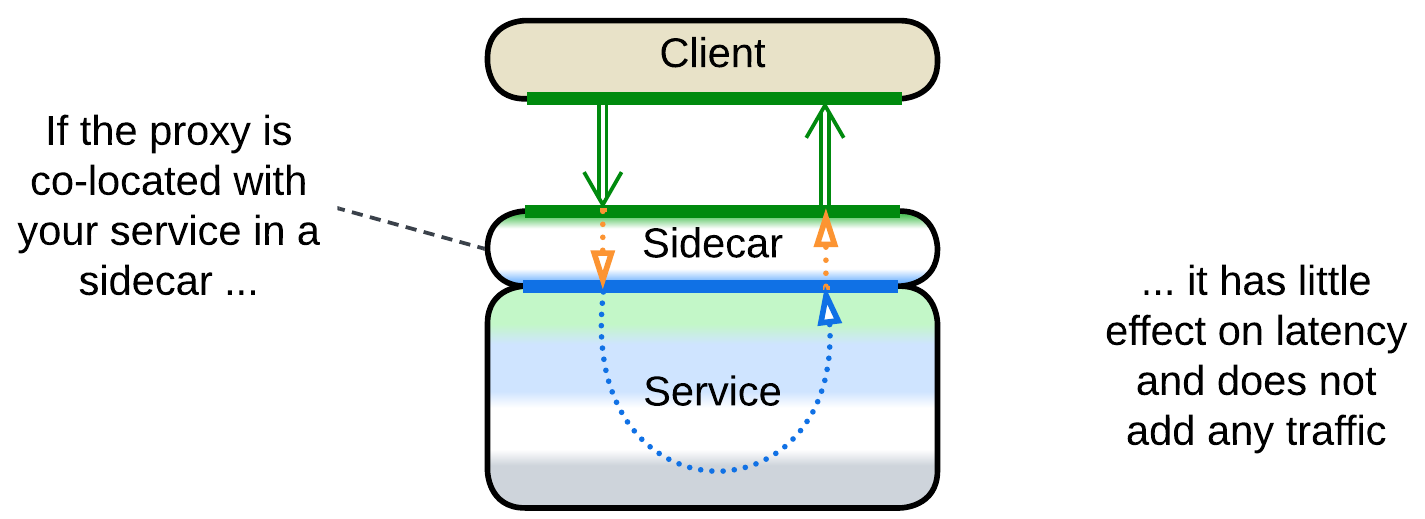 Client
If the proxy is
co-located with
your service in a
sidecar ...
Sidecar
Service
... it has little
effect on latency
and does not
add any traffic